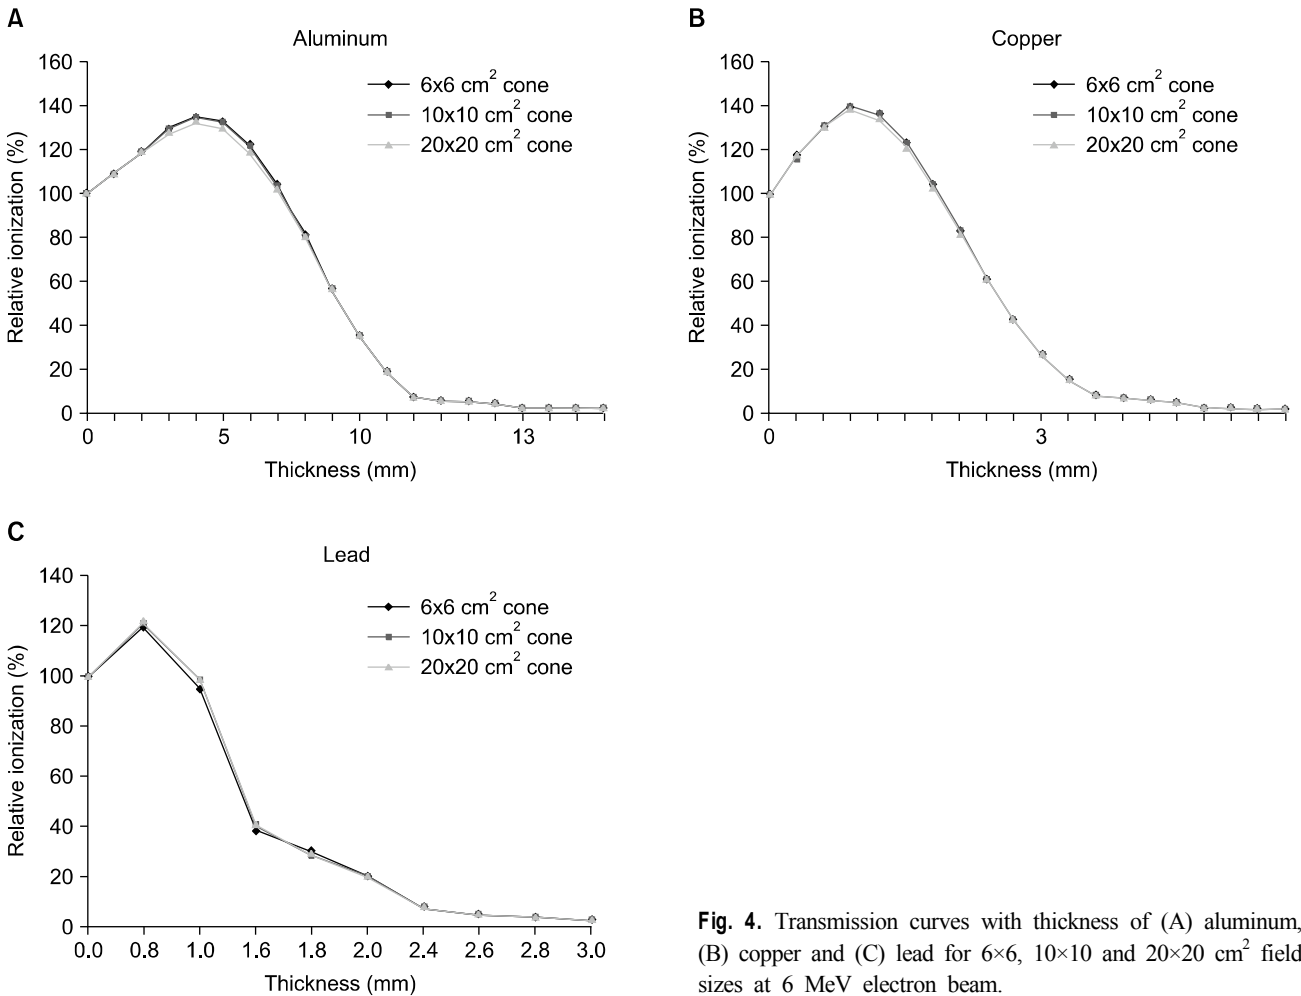 A
Aluminum
160
140
120
100
80
60
40
20
0
Relative ionization (%)
6x6 cm² cone
10x10 cm² cone
20x20 cm² cone
0 5 10 13
Thickness (mm)
B
Copper
160
140
120
100
80
60
40
20
0
Relative ionization (%)
6x6 cm² cone
10x10 cm² cone
20x20 cm² cone
0 3
Thickness (mm)
C
Lead
140
120
100
80
60
40
20
0
Relative ionization (%)
6x6 cm² cone
10x10 cm² cone
20x20 cm² cone
0.0 0.8 1.0 1.6 1.8 2.0 2.4 2.6 2.8 3.0
Thickness (mm)
Fig. 4. Transmission curves with thickness of (A) aluminum,
(B) copper and (C) lead for 6×6, 10×10 and 20×20 cm² field
sizes at 6 MeV electron beam.